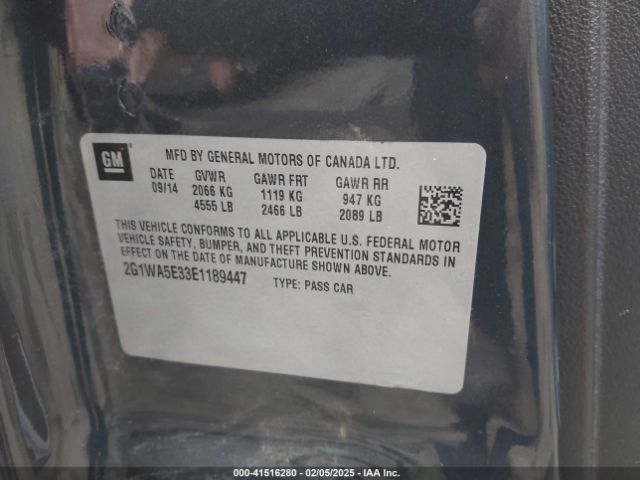 GM
MFD BY GENERAL MOTORS OF CANADA LTD.
DATE GVWR GAWR FRT GAWR RR
09/14 2066 KG 1119 KG 947 KG
4555 LB 2466 LB 2089 LB
THIS VEHICLE CONFORMS TO ALL APPLICABLE U.S. FEDERAL MOTOR
VEHICLE SAFETY, BUMPER, AND THEFT PREVENTION STANDARDS IN
EFFECT ON THE DATE OF MANUFACTURE SHOWN ABOVE.
2G1WA5E33E1189447 TYPE: PASS CAR
000-41516280 - 02/05/2025 - IAA Inc.